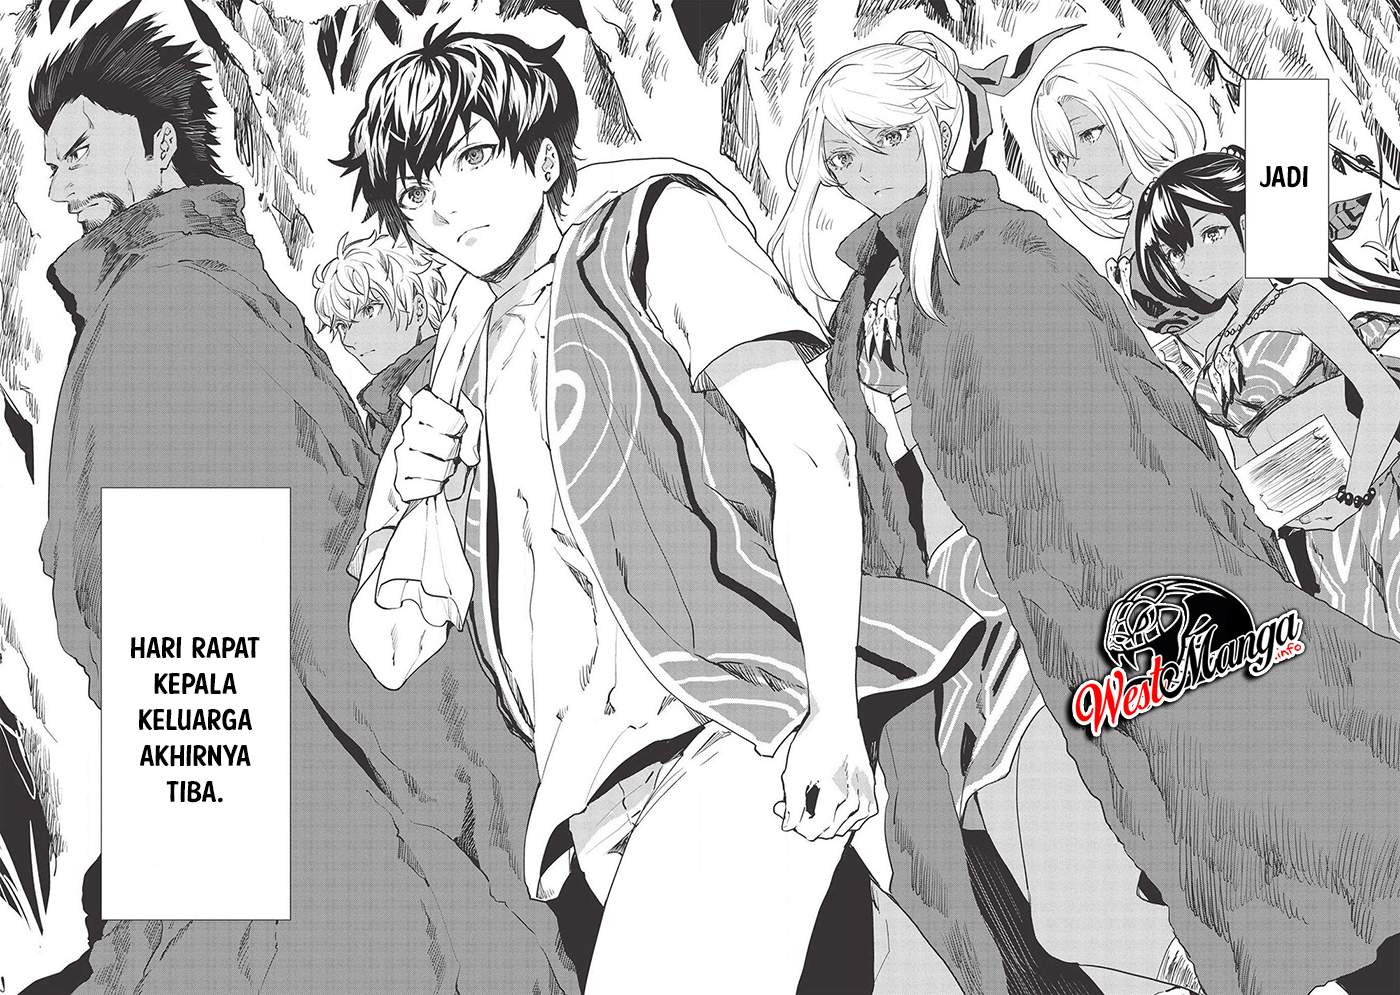 JADI
HARI RAPAT
KEPALA
KELUARGA
AKHIRNYA
TIBA.
WestManga
.info